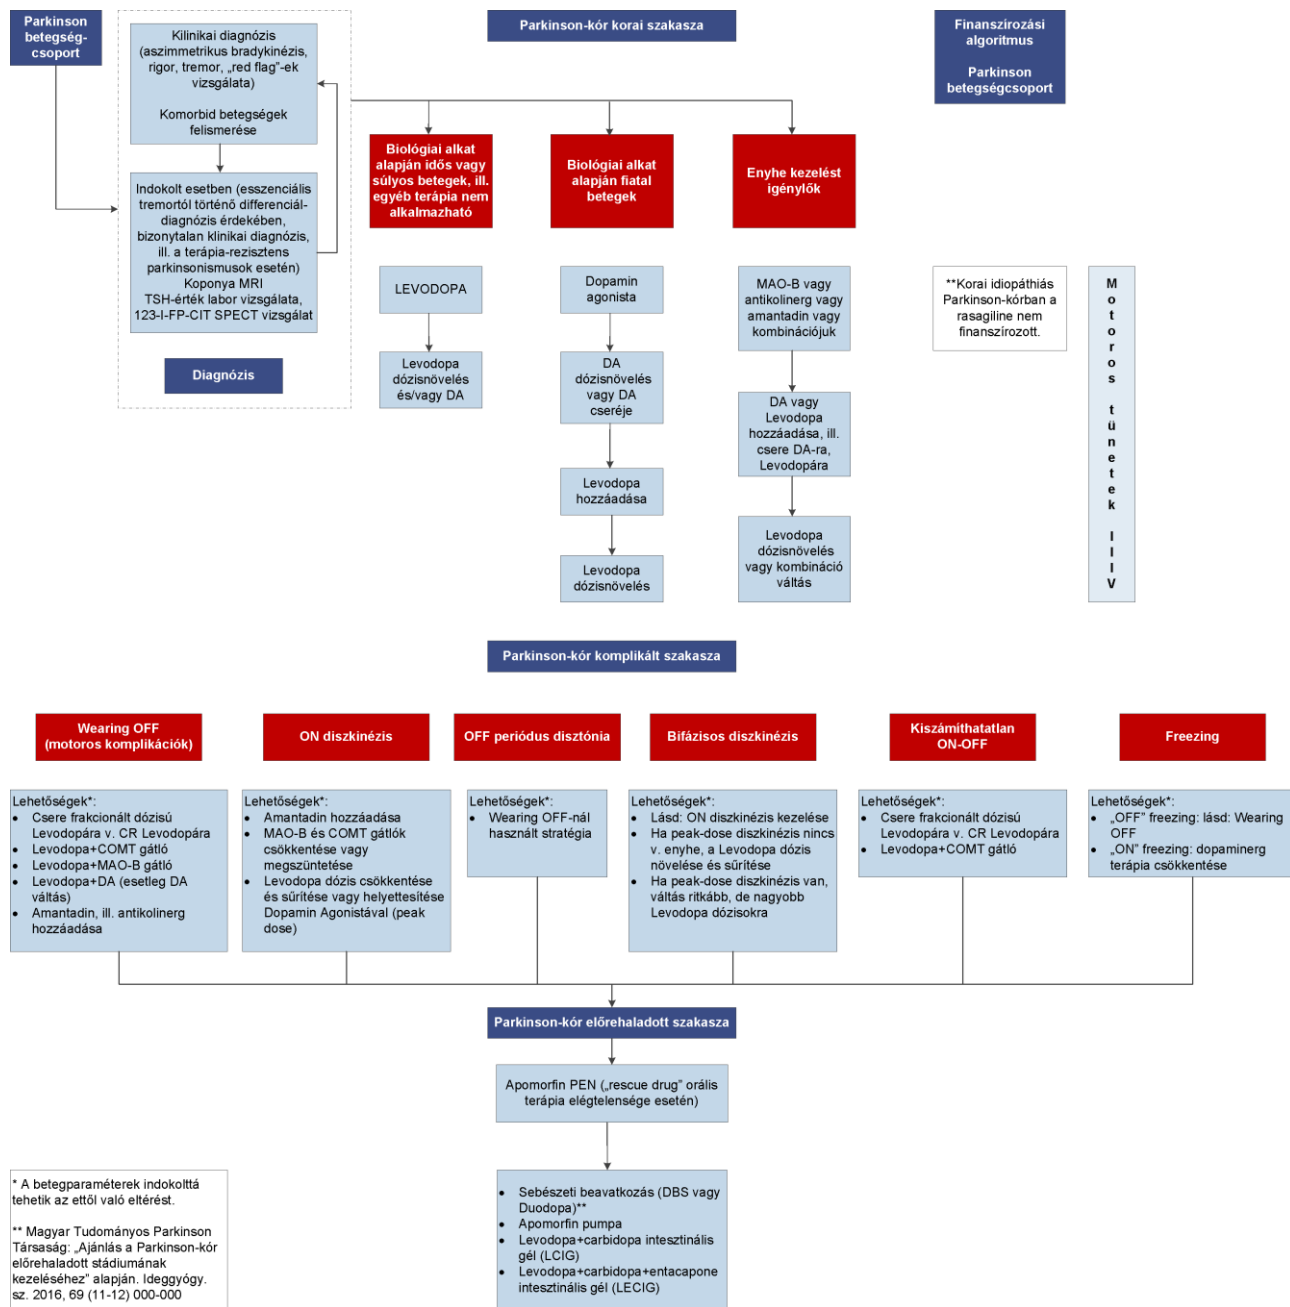 Parkinson
betegség-
csoport
Kilinikai diagnózis
(aszimmetrikus bradykinézis,
rigor, tremor, „red flag”-ek
vizsgálata)
Komorbid betegségek
felismerése
Indokolt esetben (esszenciális
tremortól történő differenciál-
diagnózis érdekében,
bizonytalan klinikai diagnózis,
ill. a terápia-rezisztens
parkinsonismusok esetén)
Koponya MRI
TSH-érték labor vizsgálata,
123-I-FP-CIT SPECT vizsgálat
Diagnózis
Parkinson-kór korai szakasza
Finanszírozási
algoritmus
Parkinson
betegségcsoport
Biológiai alkat
alapján idős vagy
súlyos betegek, ill.
egyéb terápia nem
alkalmazható
Biológiai alkat
alapján fiatal
betegek
Enyhe kezelést
igénylők
LEVODOPA
Levodopa
dózisnövelés
és/vagy DA
Dopamin
agonista
DA
dózisnövelés
vagy DA
cseréje
Levodopa
hozzáadása
Levodopa
dózisnövelés
MAO-B vagy
antikolinerg vagy
amantadin vagy
kombinációjuk
DA vagy
Levodopa
hozzáadása, ill.
csere DA-ra,
Levodopára
Levodopa
dózisnövelés
vagy kombináció
váltás
**Korai idiopáthiás
Parkinson-kórban a
rasagiline nem
finanszírozott.
M
o
t
o
r
o
s
t
ü
n
e
t
e
k
I
I
I
V
Parkinson-kór komplikált szakasza
Wearing OFF
(motoros komplikációk)
Lehetőségek*:
• Csere frakcionált dózisú
Levodopára v. CR Levodopára
• Levodopa+COMT gátló
• Levodopa+MAO-B gátló
• Levodopa+DA (esetleg DA
váltás)
• Amantadin, ill. antikolinerg
hozzáadása
ON diszkinézis
Lehetőségek*:
• Amantadin hozzáadása
• MAO-B és COMT gátlók
csökkentése vagy
megszüntetése
• Levodopa dózis csökkentése
és sűrítése vagy helyettesítése
Dopamin Agonistával (peak
dose)
OFF periódus disztónia
Lehetőségek*:
• Wearing OFF-nál
használt stratégia
Bifázisos diszkinézis
Lehetőségek*:
• Lásd: ON diszkinézis kezelése
• Ha peak-dose diszkinézis nincs
v. enyhe, a Levodopa dózis
növelése és sűrítése
• Ha peak-dose diszkinézis van,
váltás ritkább, de nagyobb
Levodopa dózisokra
Kiszámíthatatlan
ON-OFF
Lehetőségek*:
• Csere frakcionált dózisú
Levodopára v. CR Levodopára
• Levodopa+COMT gátló
Freezing
Lehetőségek*:
• „OFF” freezing: lásd: Wearing
OFF
• „ON” freezing: dopaminerg
terápia csökkentése
Parkinson-kór előrehaladott szakasza
Apomorfin PEN („rescue drug” orális
terápia elégtelensége esetén)
• Sebészeti beavatkozás (DBS vagy
Duodopa)**
• Apomorfin pumpa
• Levodopa+carbidopa intesztinális
gél (LCIG)
• Levodopa+carbidopa+entacapone
intesztinális gél (LECIG)
* A betegparaméterek indokolttá
tehetik az ettől való eltérést.
** Magyar Tudományos Parkinson
Társaság: „Ajánlás a Parkinson-kór
előrehaladott stádiumának
kezeléséhez” alapján. Ideggyógy.
sz. 2016, 69 (11-12) 000-000